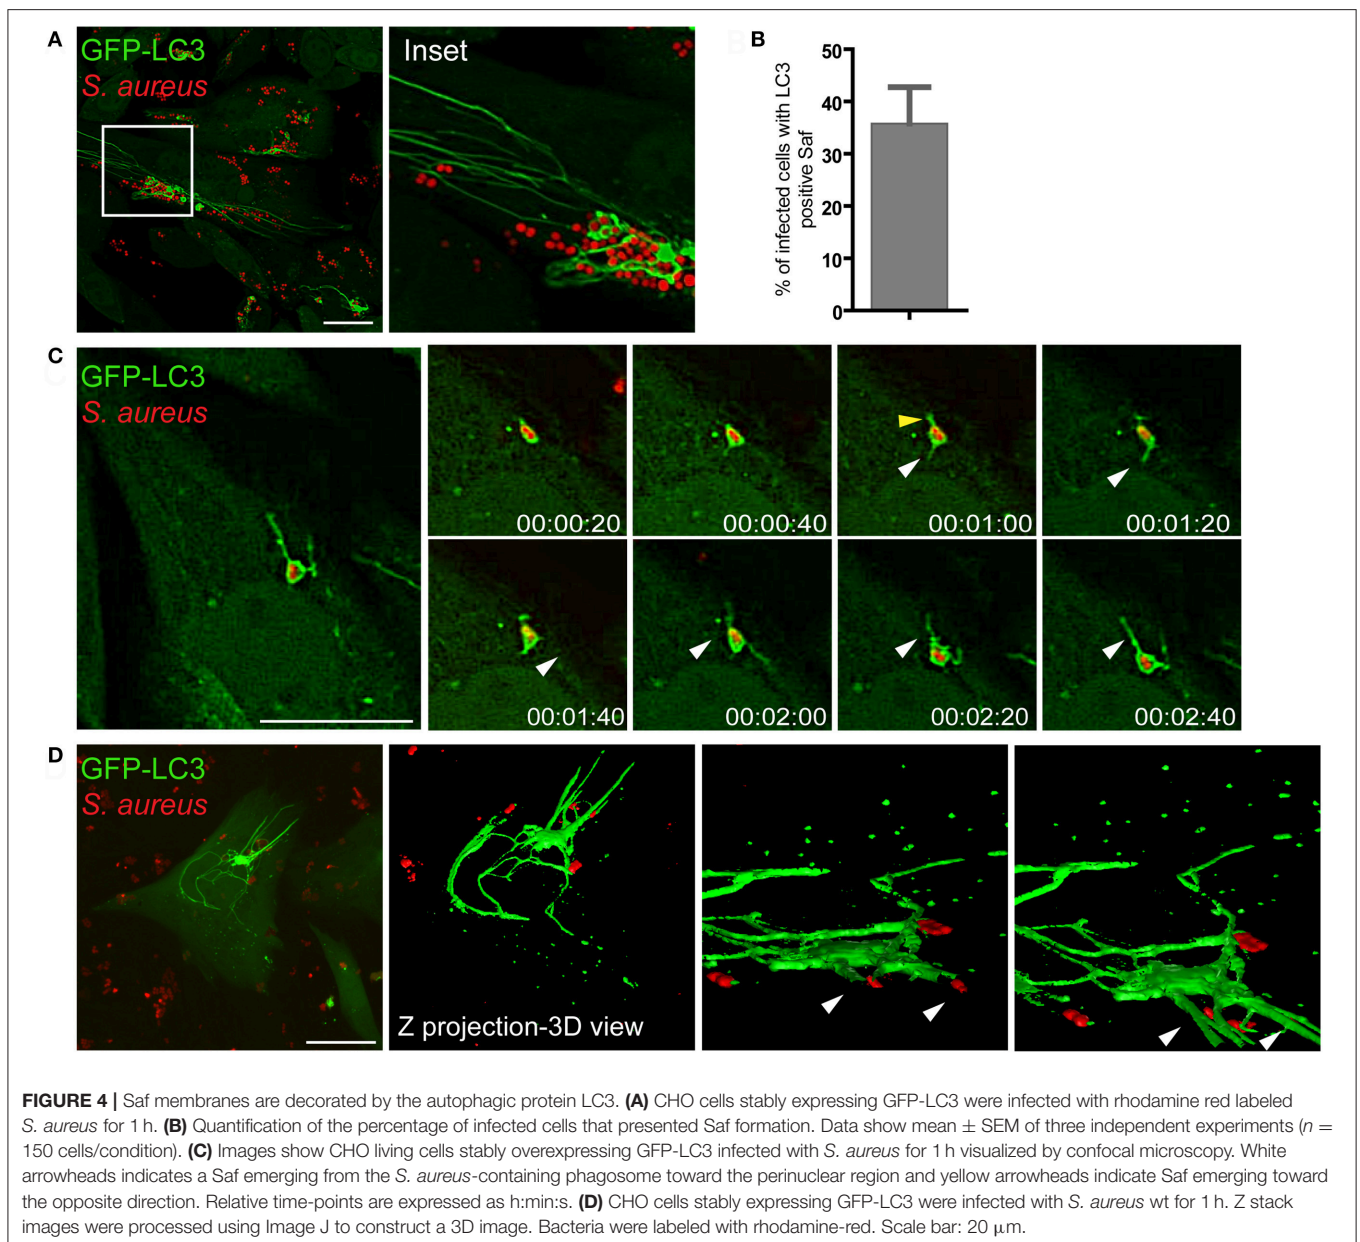 A
GFP-LC3
S. aureus
Inset
B
% of infected cells with LC3
positive Saf
50
40
30
20
10
0
C
GFP-LC3
S. aureus
00:00:20
00:00:40
00:01:00
00:01:20
00:01:40
00:02:00
00:02:20
00:02:40
D
GFP-LC3
S. aureus
Z projection-3D view
FIGURE 4 | Saf membranes are decorated by the autophagic protein LC3. (A) CHO cells stably expressing GFP-LC3 were infected with rhodamine red labeled
S. aureus for 1 h. (B) Quantification of the percentage of infected cells that presented Saf formation. Data show mean ± SEM of three independent experiments (n =
150 cells/condition). (C) Images show CHO living cells stably overexpressing GFP-LC3 infected with S. aureus for 1 h visualized by confocal microscopy. White
arrowheads indicates a Saf emerging from the S. aureus-containing phagosome toward the perinuclear region and yellow arrowheads indicate Saf emerging toward
the opposite direction. Relative time-points are expressed as h:min:s. (D) CHO cells stably expressing GFP-LC3 were infected with S. aureus wt for 1 h. Z stack
images were processed using Image J to construct a 3D image. Bacteria were labeled with rhodamine-red. Scale bar: 20 μm.